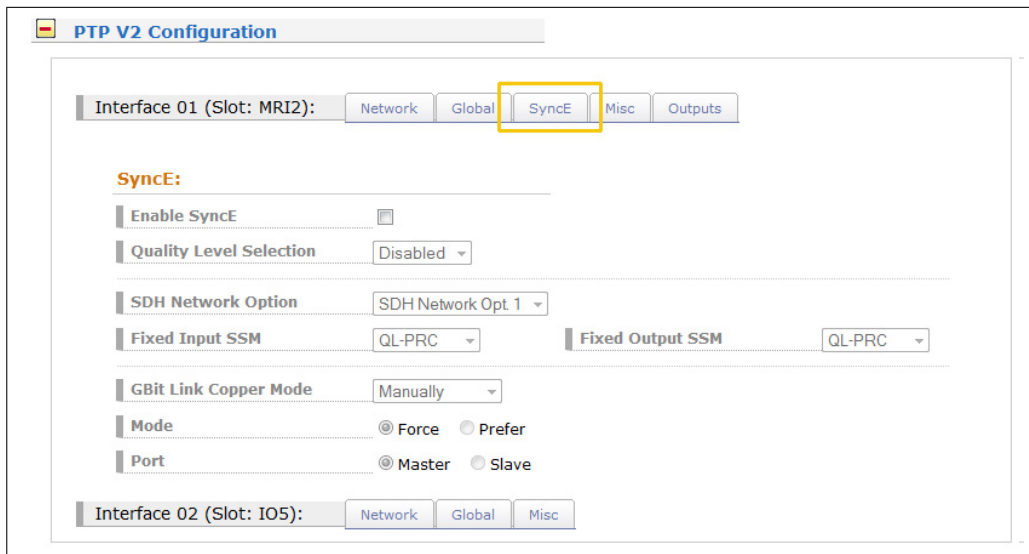 PTP V2 Configuration
Interface 01 (Slot: MRI2): Network Global SyncE Misc Outputs
SyncE:
Enable SyncE
Quality Level Selection Disabled
SDH Network Option SDH Network Opt. 1
Fixed Input SSM QL-PRC Fixed Output SSM QL-PRC
GBit Link Copper Mode Manually
Mode Force Prefer
Port Master Slave
Interface 02 (Slot: IO5): Network Global Misc